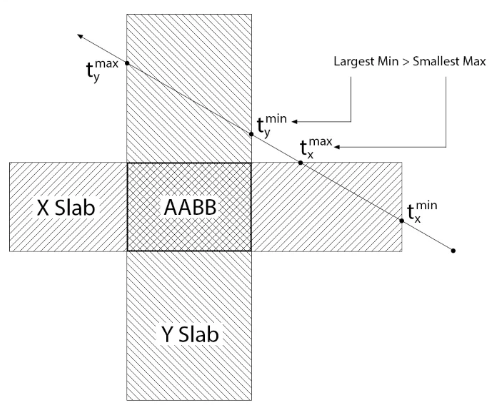 t_y^max
Largest Min > Smallest Max
t_y^min
t_x^max
X Slab
AABB
t_x^min
Y Slab